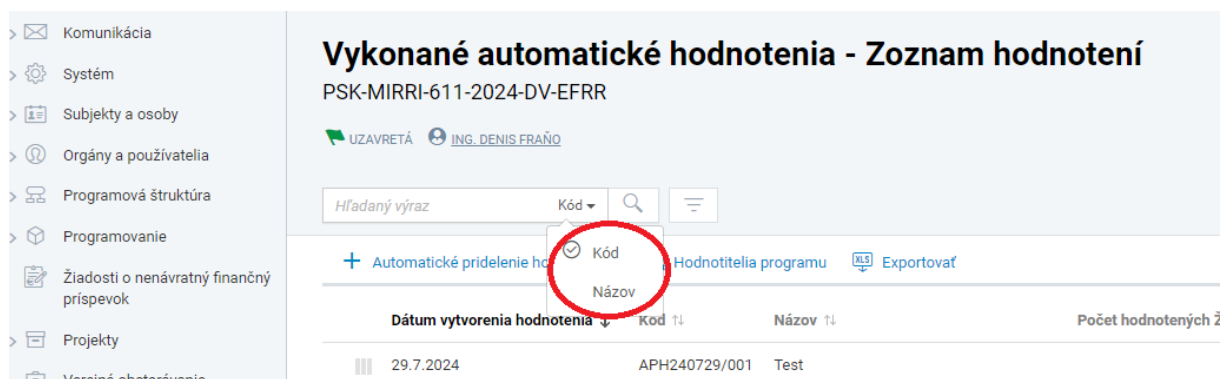 Komunikácia
Systém
Subjekty a osoby
Orgány a používatelia
Programová štruktúra
Programovanie
Žiadosti o nenávratný finančný
príspevok
Projekty
Vykonané automatické hodnotenia - Zoznam hodnotení
PSK-MIRRI-611-2024-DV-EFRR
UZAVRETÁ ING. DENIS FRAŇO
Hľadaný výraz Kód
Kód
Názov
Automatické pridelenie Hodnotitelia programu XLS Exportovať
Dátum vytvorenia hodnotenia Kód Názov Počet hodnotených
29.7.2024 APH240729/001 Test